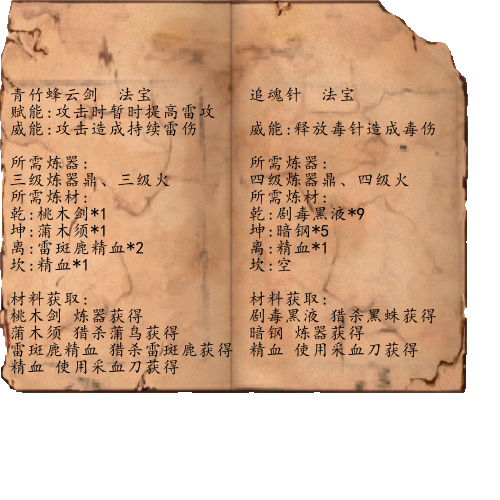 青竹蜂云剑 法宝
赋能:攻击时暂时提高雷攻
威能:攻击造成持续雷伤
所需炼器:
三级炼器鼎、三级火
所需炼材:
乾:桃木剑*1
坤:蒲木须*1
离:雷斑鹿精血*2
坎:精血*1
材料获取:
桃木剑 炼器获得
蒲木须 猎杀蒲鸟获得
雷斑鹿精血 猎杀雷斑鹿获得
精血 使用采血刀获得
追魂针 法宝
威能:释放毒针造成毒伤
所需炼器:
四级炼器鼎、四级火
所需炼材:
乾:剧毒黑液*9
坤:暗钢*5
离:精血*1
坎:空
材料获取:
剧毒黑液 猎杀黑蛛获得
暗钢 炼器获得
精血 使用采血刀获得